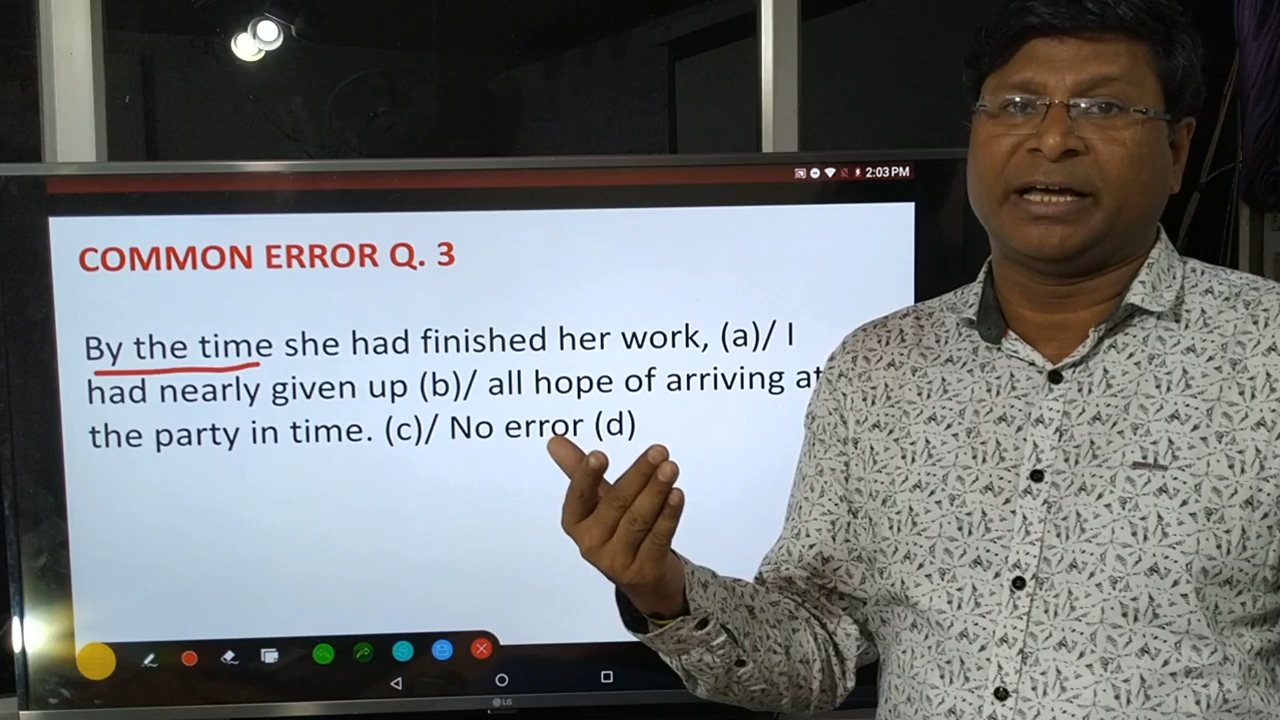 2:03 PM
COMMON ERROR Q. 3
By the time she had finished her work, (a)/ I
had nearly given up (b)/ all hope of arriving at
the party in time. (c)/ No error (d)
LG